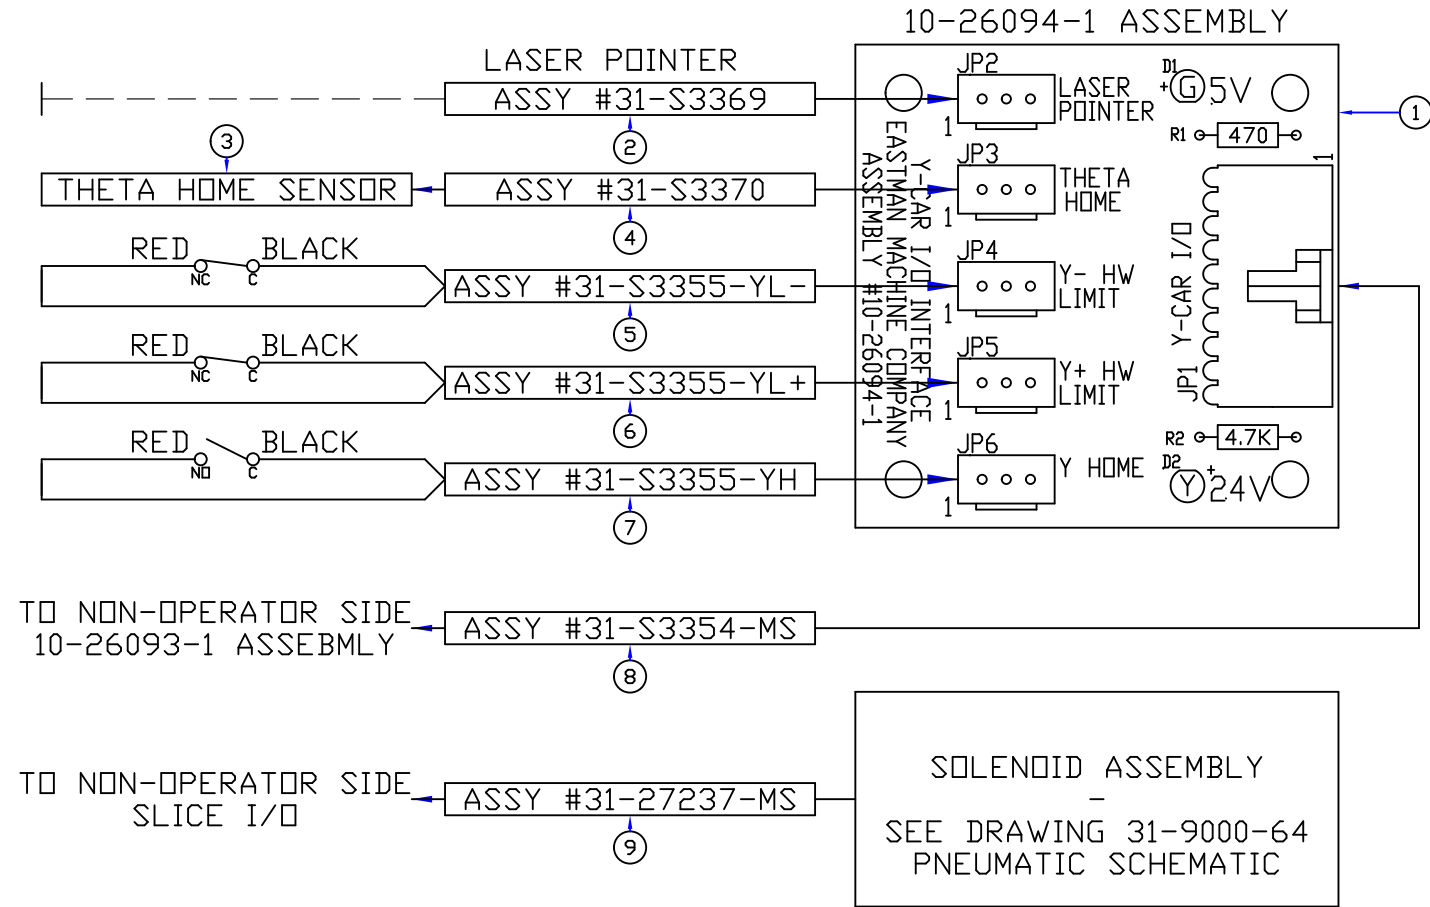 10-26094-1 ASSEMBLY
LASER POINTER
ASSY #31-S3369
2
JP2
1
LASER
POINTER
D1
+
G
5V
1
R1
470
3
THETA HOME SENSOR
ASSY #31-S3370
4
JP3
1
THETA
HOME
1
RED
BLACK
NC
C
ASSY #31-S3355-YL-
5
JP4
1
Y- HW
LIMIT
Y-CAR I/O INTERFACE
EASTMAN MACHINE COMPANY
ASSEMBLY #10-26094-1
JP1
Y-CAR I/O
RED
BLACK
NC
C
ASSY #31-S3355-YL+
6
JP5
1
Y+ HW
LIMIT
R2
4.7K
RED
BLACK
NO
C
ASSY #31-S3355-YH
7
JP6
1
Y HOME
D2
+
Y
24V
TO NON-OPERATOR SIDE
10-26093-1 ASSEBMLY
ASSY #31-S3354-MS
8
TO NON-OPERATOR SIDE
SLICE I/O
ASSY #31-27237-MS
9
SOLENOID ASSEMBLY
-
SEE DRAWING 31-9000-64
PNEUMATIC SCHEMATIC